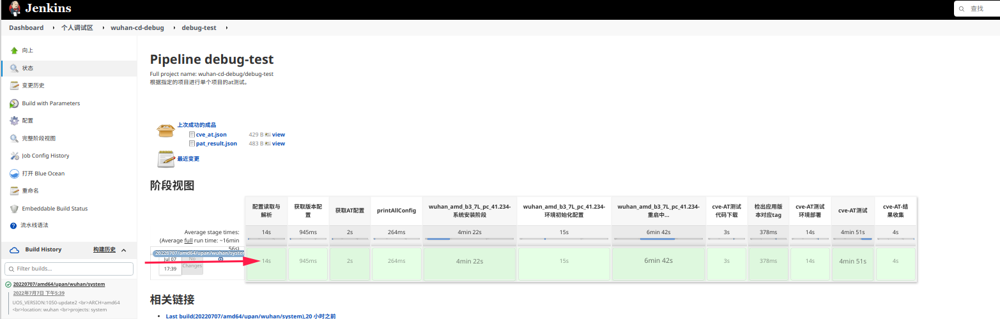 Jenkins
查找
Dashboard
个人调试区
wuhan-cd-debug
debug-test
向上
状态
变更历史
Build with Parameters
配置
完整阶段视图
Job Config History
打开 Blue Ocean
重命名
Embeddable Build Status
流水线语法
Build History
构建历史
Filter builds...
20220707/amd64/upan/wuhan/system
2022年7月7日 下午5:39
UOS_VERSION:1050-update2 <br>ARCH=amd64
<br>location: wuhan <br>projects: system
Pipeline debug-test
Full project name: wuhan-cd-debug/debug-test
根据指定的项目进行单个项目的at测试。
上次成功的成品
cve_at.json 429 B view
pat_result.json 483 B view
最近变更
阶段视图
配置读取与
解析
获取版本配
置
获取AT配置
printAllConfig
wuhan_amd_b3_7L_pc_41.234-
系统安装阶段
wuhan_amd_b3_7L_pc_41.234-
环境初始化配置
wuhan_amd_b3_7L_pc_41.234-
重启中...
cve-AT测试
代码下载
检出应用版
本对应tag
cve-AT测试
环境部署
cve-AT测试
cve-AT-结
果收集
Average stage times:
(Average full run time: ~16min
56s)
14s 945ms 2s 264ms 4min 22s 15s 6min 42s 3s 378ms 14s 4min 51s 4s
20220707/amd64/upan/wuhan/system
Jul 07
17:39
No
Changes
14s 945ms 2s 264ms 4min 22s 15s 6min 42s 3s 378ms 14s 4min 51s 4s
相关链接
Last build(20220707/amd64/upan/wuhan/system),20 小时之前